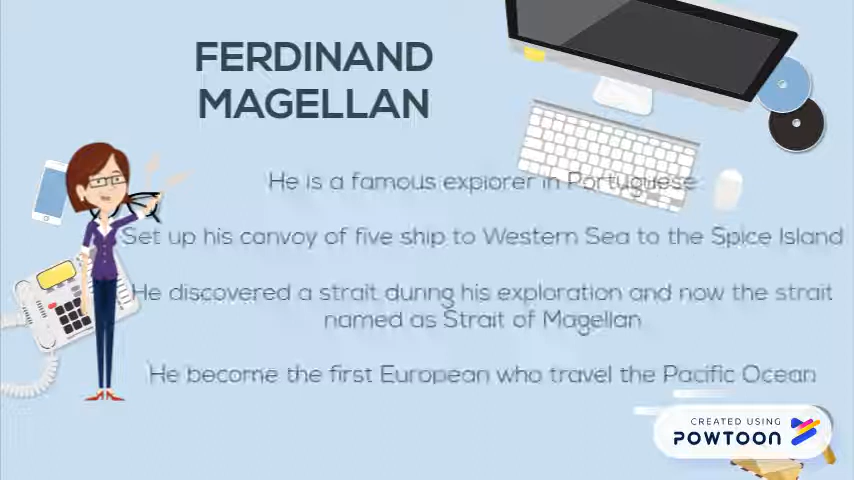 FERDINAND
MAGELLAN
He is a famous explorer in Portuguese
Set up his convoy of five ship to Western Sea to the Spice Island
He discovered a strait during his exploration and now the strait
named as Strait of Magellan
He become the first European who travel the Pacific Ocean
CREATED USING
POWTOON